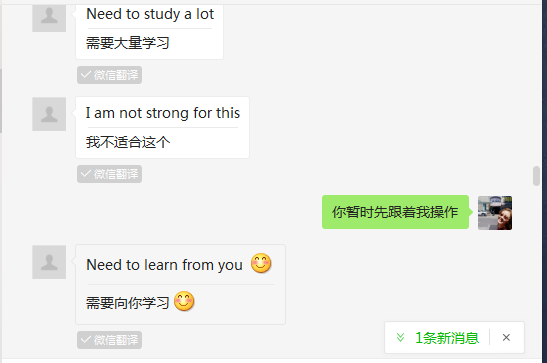 Need to study a lot
需要大量学习
微信翻译
I am not strong for this
我不适合这个
微信翻译
你暂时先跟着我操作
Need to learn from you 😊
需要向你学习😊
微信翻译
1条新消息